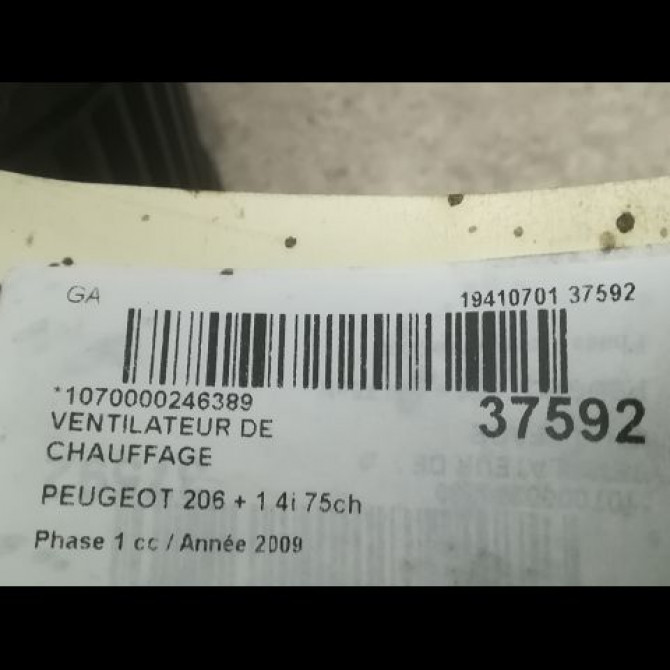 GA
19410701 37592
*1070000246389
37592
VENTILATEUR DE
CHAUFFAGE
PEUGEOT 206 + 1 4i 75ch
Phase 1 cc / Année 2009